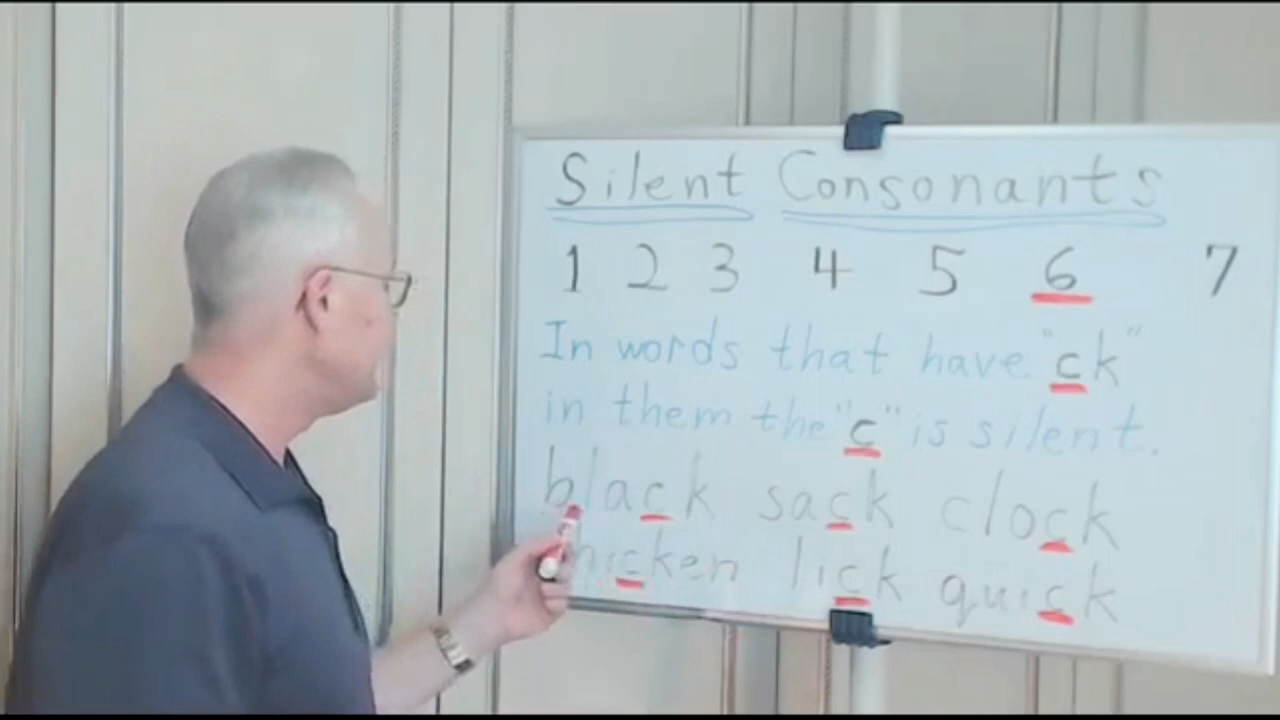 Silent Consonants
1 2 3 4 5 6 7
In words that have "ck"
in them the "c" is silent.
black sack clock
hicken lick quick